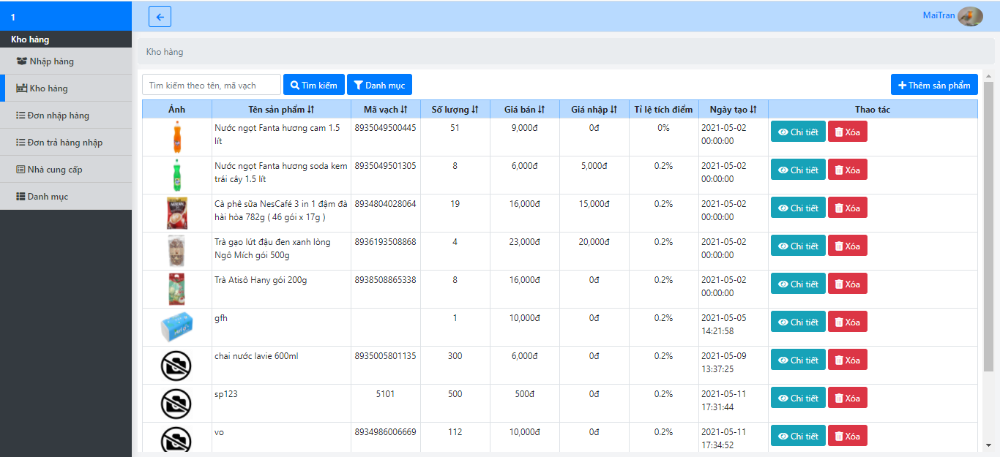 1
MaiTran
Kho hàng
Nhập hàng
Kho hàng
Đơn nhập hàng
Đơn trả hàng nhập
Nhà cung cấp
Danh mục
Kho hàng
Tìm kiếm theo tên, mã vạch Tìm kiếm Danh mục Thêm sản phẩm
Ảnh Tên sản phẩm Mã vạch Số lượng Giá bán Giá nhập Tỉ lệ tích điểm Ngày tạo Thao tác
Nước ngọt Fanta hương cam 1.5 8935049500445 51 9,000đ 0đ 0% 2021-05-02 Chi tiết Xóa
lít 00:00:00
Nước ngọt Fanta hương soda kem 8935049501305 8 6,000đ 5,000đ 0.2% 2021-05-02 Chi tiết Xóa
trái cây 1.5 lít 00:00:00
Cà phê sữa NesCafé 3 in 1 đậm đà 8934804028064 19 16,000đ 15,000đ 0.2% 2021-05-02 Chi tiết Xóa
hài hòa 782g ( 46 gói x 17g ) 00:00:00
Trà gạo lứt đậu đen xanh lòng 8936193508868 4 23,000đ 20,000đ 0.2% 2021-05-02 Chi tiết Xóa
Ngô Mích gói 500g 00:00:00
Trà Atisô Hany gói 200g 8938508865338 8 16,000đ 0đ 0.2% 2021-05-02 Chi tiết Xóa
00:00:00
gfh 1 10,000đ 0đ 0.2% 2021-05-05 Chi tiết Xóa
14:21:58
chai nước lavie 600ml 8935005801135 300 6,000đ 0đ 0.2% 2021-05-09 Chi tiết Xóa
13:37:25
sp123 5101 500 500đ 0đ 0.2% 2021-05-11 Chi tiết Xóa
17:31:44
vo 8934986006669 112 10,000đ 0đ 0.2% 2021-05-11 Chi tiết Xóa
17:34:52